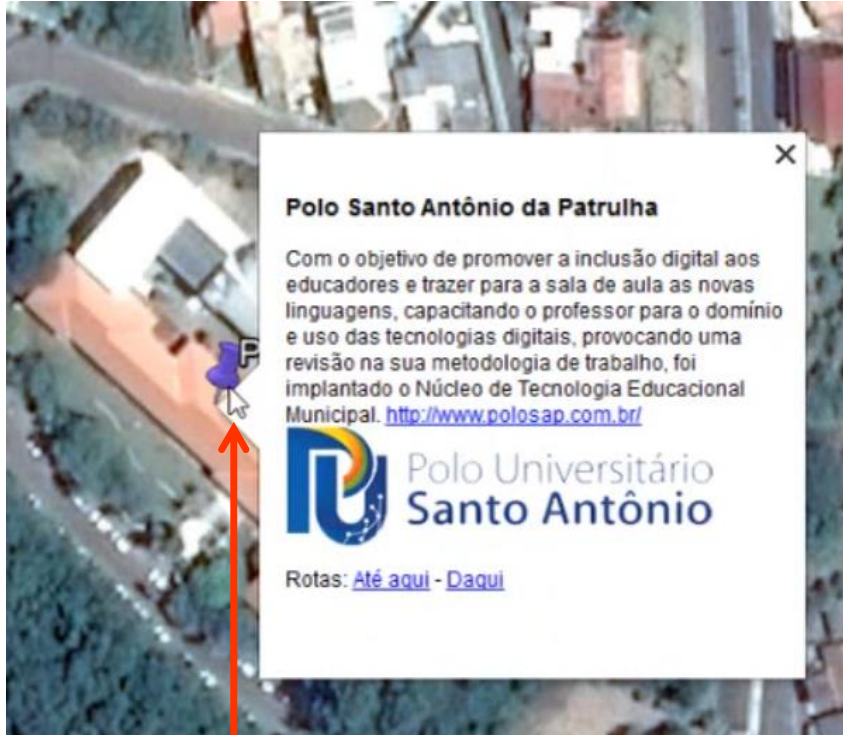 Polo Santo Antônio da Patrulha
Com o objetivo de promover a inclusão digital aos
educadores e trazer para a sala de aula as novas
linguagens, capacitando o professor para o domínio
e uso das tecnologias digitais, provocando uma
revisão na sua metodologia de trabalho, foi
implantado o Núcleo de Tecnologia Educacional
Municipal. http://www.polosap.com.br/
Polo Universitário
Santo Antônio
Rotas: Até aqui - Daqui
P